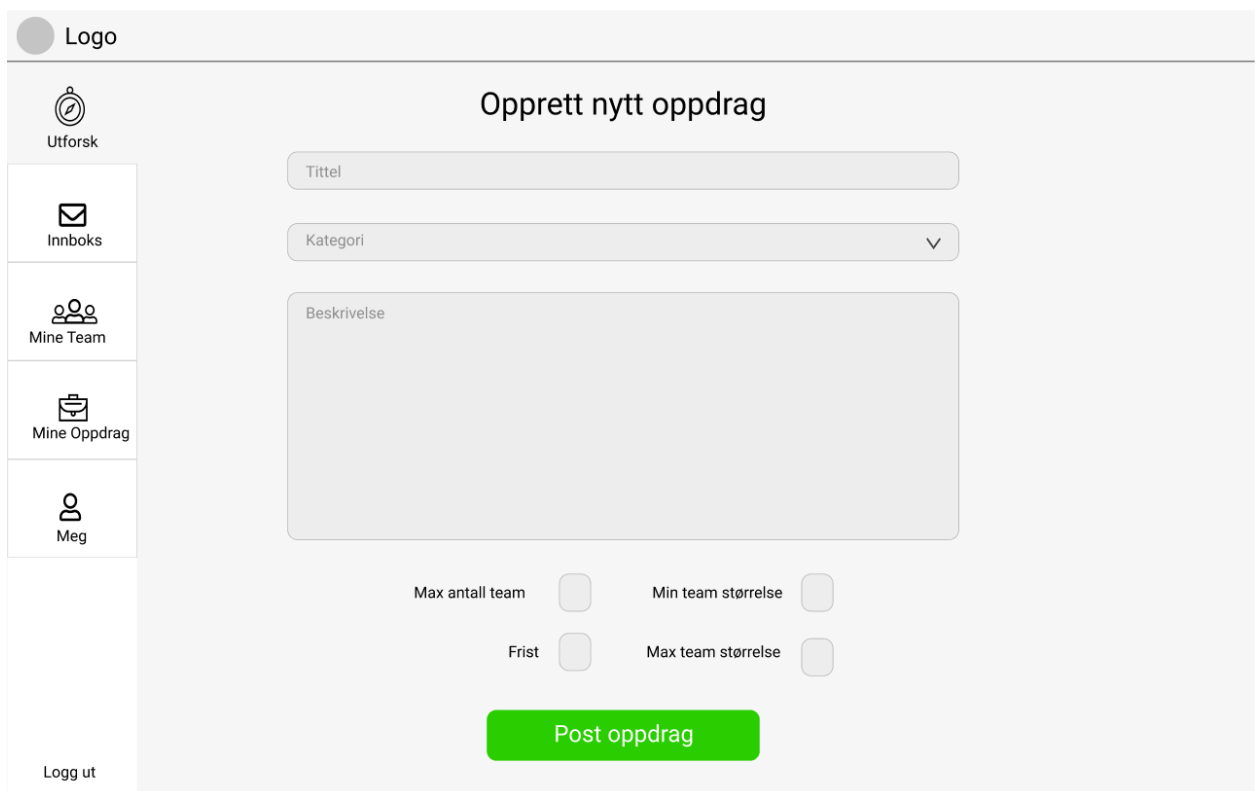 Logo
Utforsk
Innboks
Mine Team
Mine Oppdrag
Meg
Logg ut
Opprett nytt oppdrag
Tittel
Kategori
Beskrivelse
Max antall team
Min team størrelse
Frist
Max team størrelse
Post oppdrag